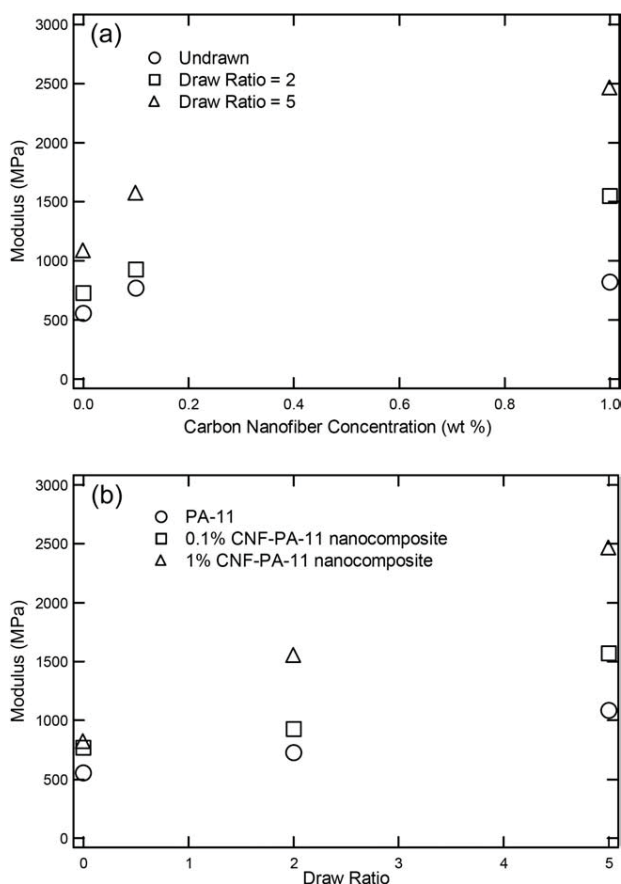 (a)
Undrawn
Draw Ratio = 2
Draw Ratio = 5
3000
2500
2000
1500
1000
500
0
Modulus (MPa)
0.0 0.2 0.4 0.6 0.8 1.0
Carbon Nanofiber Concentration (wt %)
(b)
PA-11
0.1% CNF-PA-11 nanocomposite
1% CNF-PA-11 nanocomposite
3000
2500
2000
1500
1000
500
0
Modulus (MPa)
0 1 2 3 4 5
Draw Ratio